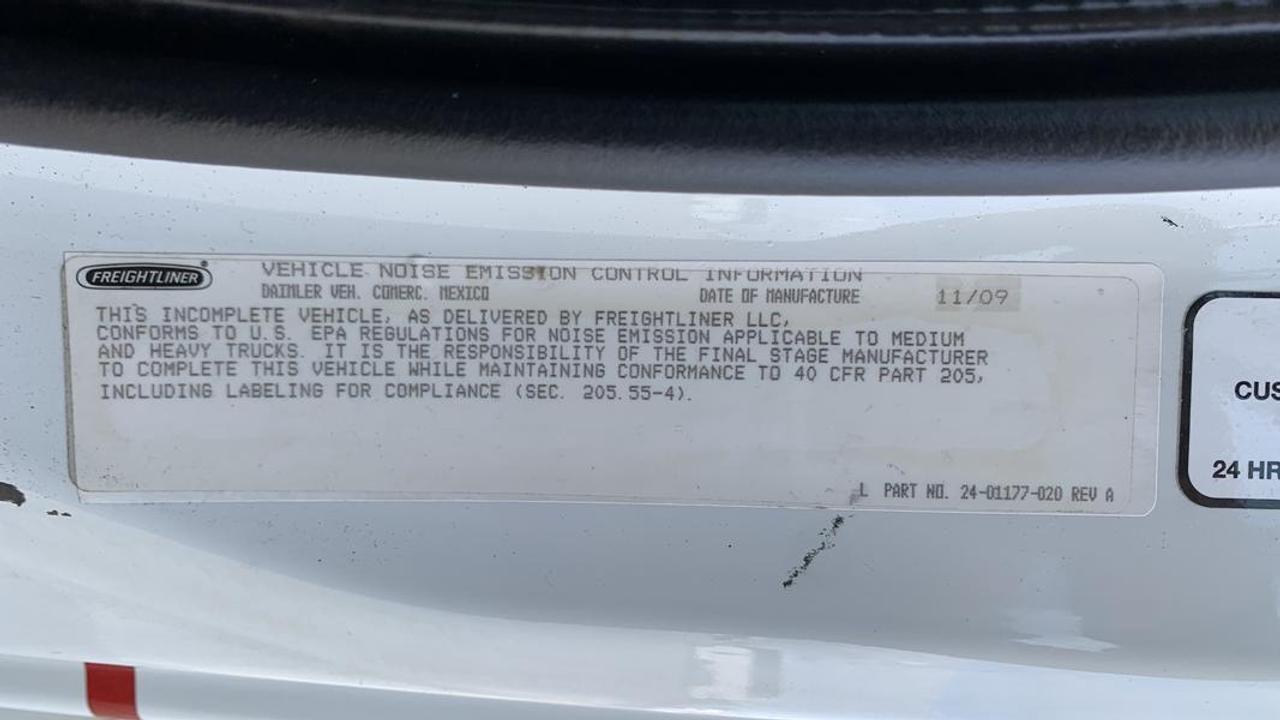 FREIGHTLINER®
VEHICLE NOISE EMISSION CONTROL INFORMATION
DAIMLER VEH. COMERC. MEXICO DATE OF MANUFACTURE 11/09
THIS INCOMPLETE VEHICLE, AS DELIVERED BY FREIGHTLINER LLC,
CONFORMS TO U.S. EPA REGULATIONS FOR NOISE EMISSION APPLICABLE TO MEDIUM
AND HEAVY TRUCKS. IT IS THE RESPONSIBILITY OF THE FINAL STAGE MANUFACTURER
TO COMPLETE THIS VEHICLE WHILE MAINTAINING CONFORMANCE TO 40 CFR PART 205,
INCLUDING LABELING FOR COMPLIANCE (SEC. 205.55-4).
L PART NO. 24-01177-020 REV A
CUS
24 HR